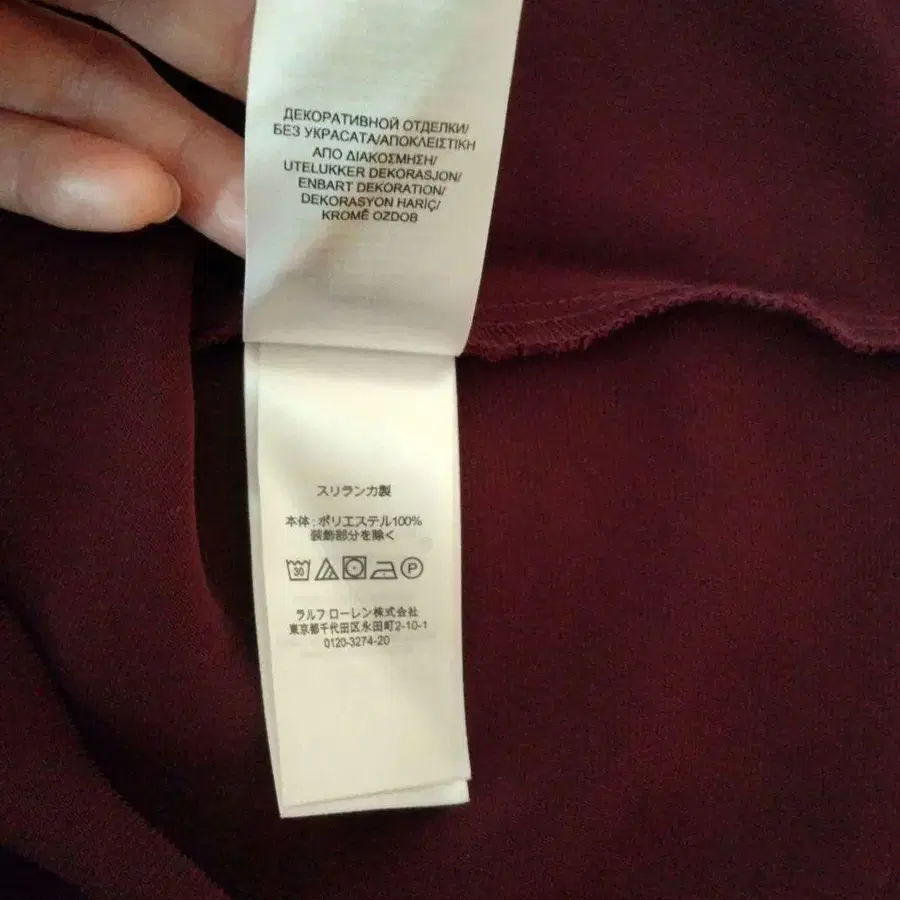 ДЕКОРАТИВНОЙ ОТДЕЛКИ/
БЕЗ УКРАСАТА/ΑΠΟΚΛΕΙΣΤΙΚΗ
ΑΠΟ ΔΙΑΚΟΣΜΗΣΗ/
UTELUKKER DEKORASJON/
ENBART DEKORATION/
DEKORASYON HARİÇ/
KROMĚ OZDOB
スリランカ製
本体:ポリエステル100%
装飾部分を除く
30 P
ラルフ ローレン株式会社
東京都千代田区永田町2-10-1
0120-3274-20